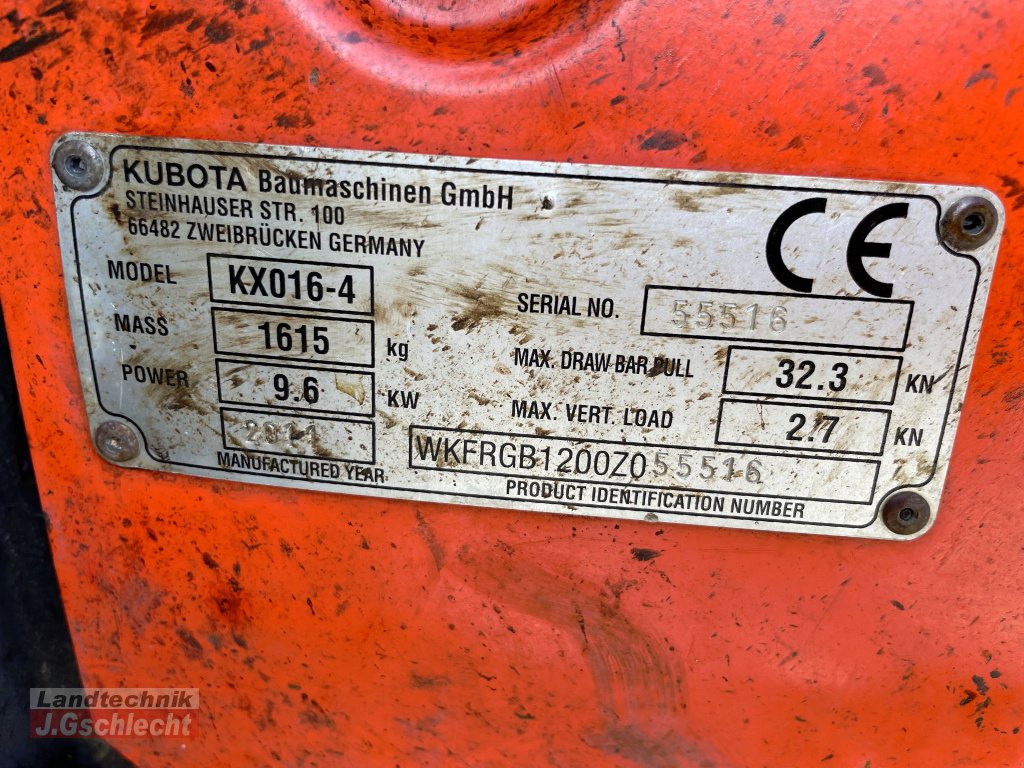 KUBOTA Baumaschinen GmbH
STEINHAUSER STR. 100
66482 ZWEIBRÜCKEN GERMANY
CE
MODEL KX016-4
MASS 1615 kg
POWER 9.6 KW
2011
MANUFACTURED YEAR
SERIAL NO. 55516
MAX. DRAW BAR PULL 32.3 KN
MAX. VERT. LOAD 2.7 KN
WKFRGB1200Z055516
PRODUCT IDENTIFICATION NUMBER
Landtechnik
J.Gschlecht